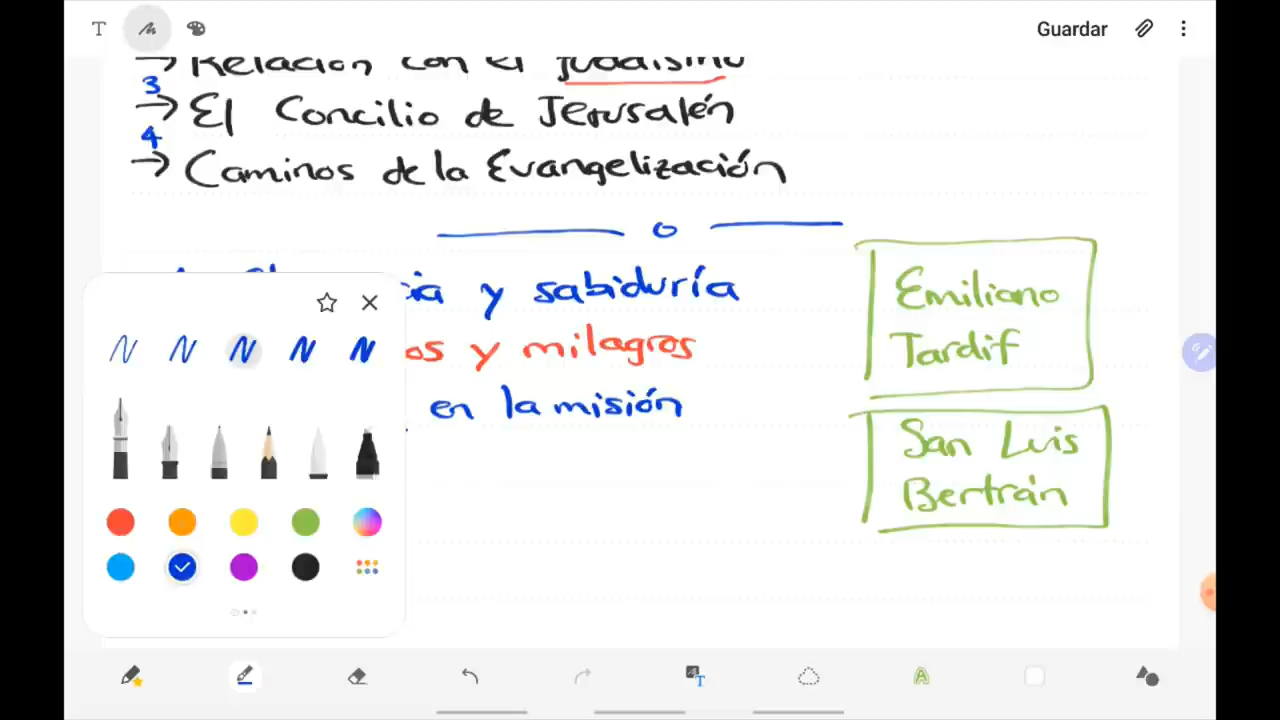 T Guardar
→ Relación con el judaismo
3
→ El Concilio de Jerusalén
4
→ Caminos de la Evangelización
y sabiduría
y milagros
en la misión
Emiliano
Tardif
San Luis
Bertrán